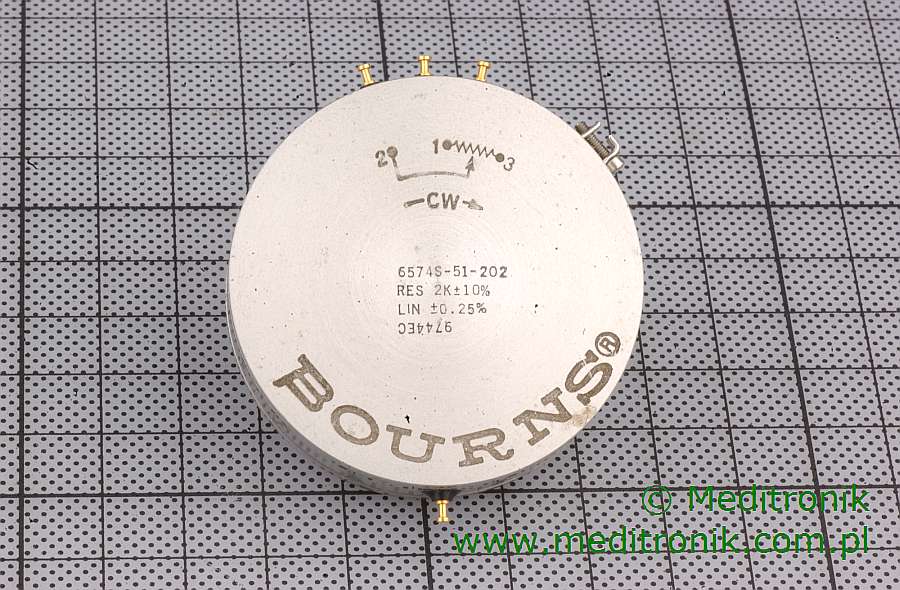 2 1 3
CW
6574S-51-202
RES 2K±10%
LIN ±0.25%
9744EC
BOURNS®
© Meditronik
www.meditronik.com.pl